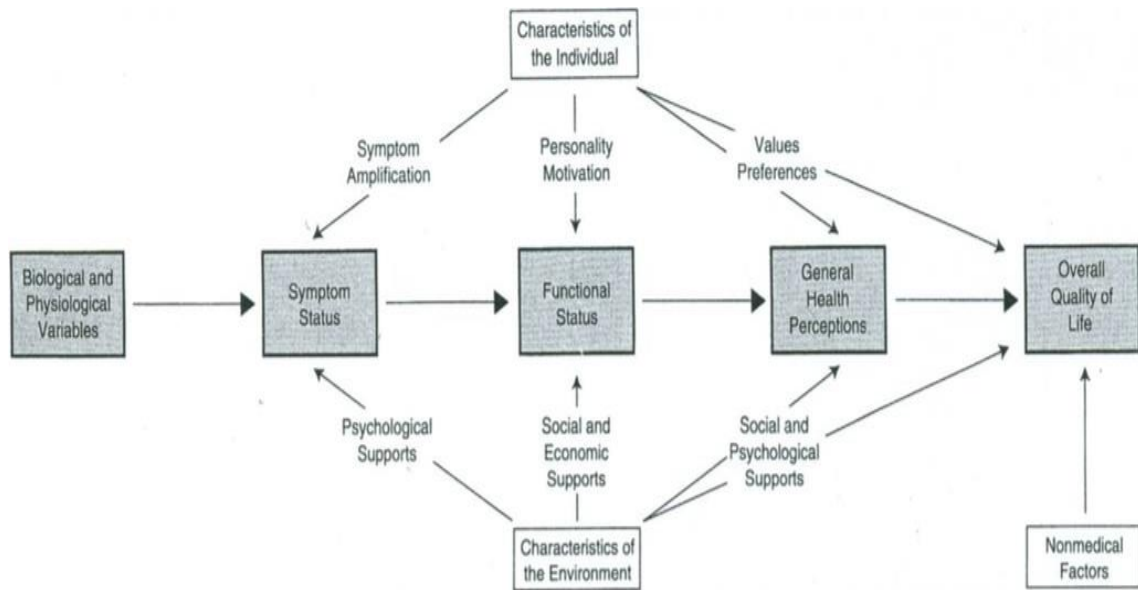 Characteristics of
the Individual
Symptom
Amplification
Personality
Motivation
Values
Preferences
Biological and
Physiological
Variables
Symptom
Status
Functional
Status
General
Health
Perceptions
Overall
Quality of
Life
Psychological
Supports
Social and
Economic
Supports
Social and
Psychological
Supports
Characteristics of
the Environment
Nonmedical
Factors